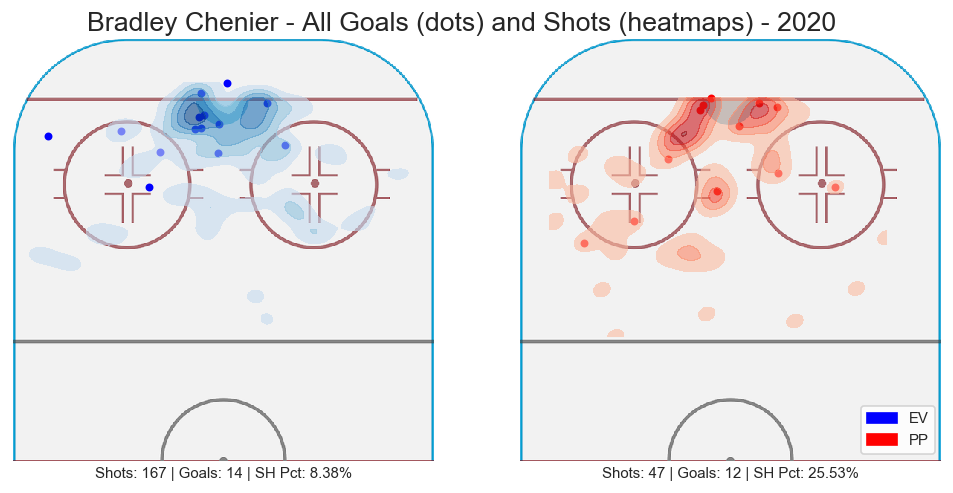 Bradley Chenier - All Goals (dots) and Shots (heatmaps) - 2020
EV
PP
Shots: 167 | Goals: 14 | SH Pct: 8.38%
Shots: 47 | Goals: 12 | SH Pct: 25.53%